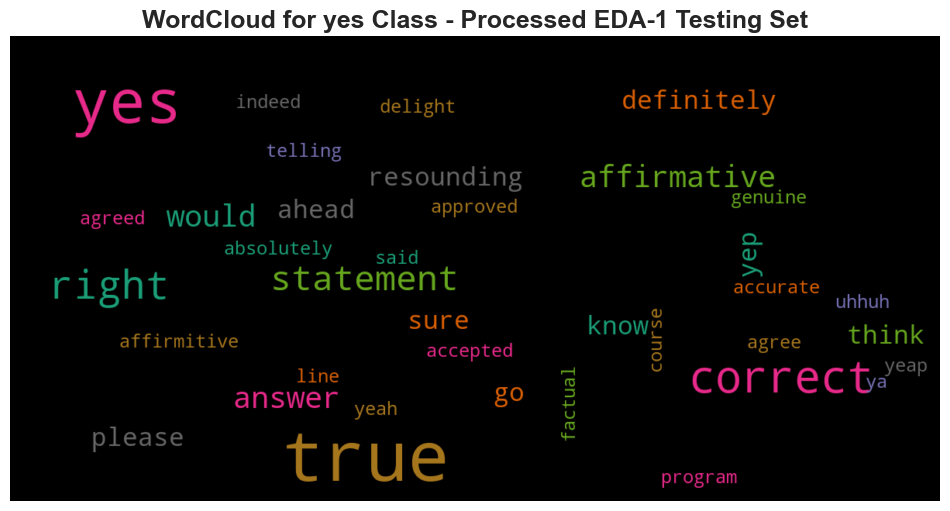 WordCloud for yes Class - Processed EDA-1 Testing Set
yes
indeed
delight
definitely
telling
resounding
affirmative
genuine
agreed
would
ahead
approved
absolutely
said
yep
right
statement
accurate
uhhuh
sure
know
course
think
affirmitive
accepted
agree
yeap
line
correct
ya
answer
yeah
go
factual
please
true
program